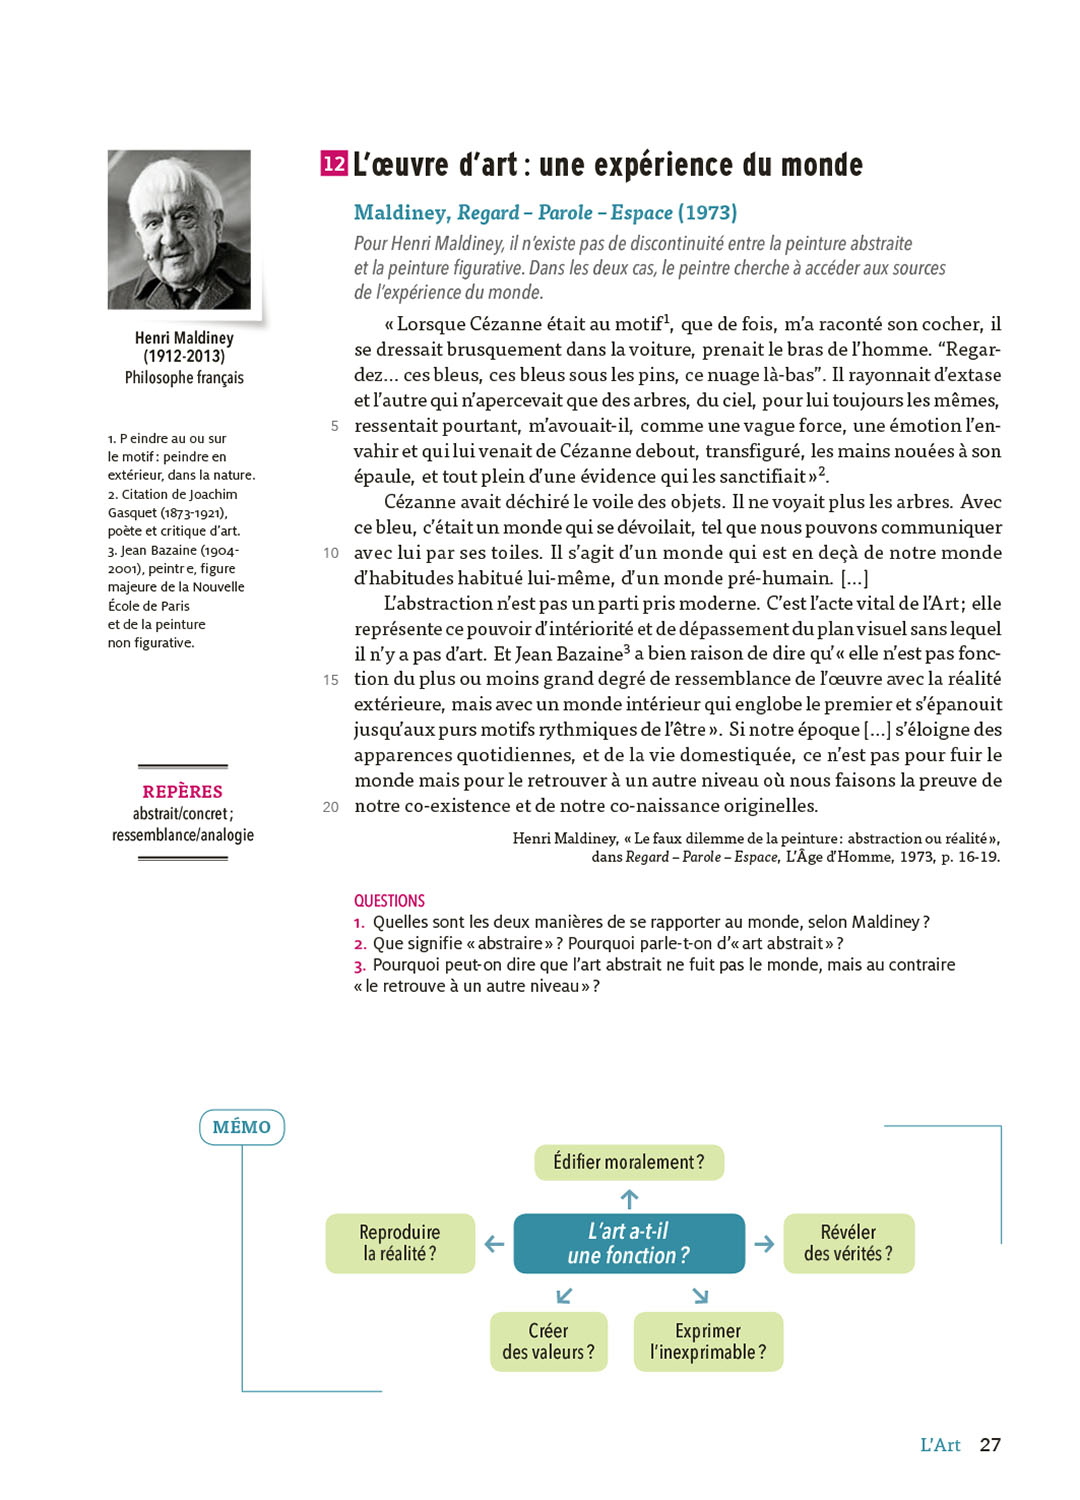 12 L'œuvre d'art : une expérience du monde
Maldiney, Regard – Parole – Espace (1973)
Pour Henri Maldiney, il n'existe pas de discontinuité entre la peinture abstraite
et la peinture figurative. Dans les deux cas, le peintre cherche à accéder aux sources
de l'expérience du monde.
Henri Maldiney
(1912-2013)
Philosophe français
1. P eindre au ou sur
le motif : peindre en
extérieur, dans la nature.
2. Citation de Joachim
Gasquet (1873-1921),
poète et critique d'art.
3. Jean Bazaine (1904-
2001), peintr e, figure
majeure de la Nouvelle
École de Paris
et de la peinture
non figurative.
REPÈRES
abstrait/concret ;
ressemblance/analogie
« Lorsque Cézanne était au motif1, que de fois, m'a raconté son cocher, il
se dressait brusquement dans la voiture, prenait le bras de l'homme. “Regar-
dez… ces bleus, ces bleus sous les pins, ce nuage là-bas”. Il rayonnait d'extase
et l'autre qui n'apercevait que des arbres, du ciel, pour lui toujours les mêmes,
5 ressentait pourtant, m'avouait-il, comme une vague force, une émotion l'en-
vahir et qui lui venait de Cézanne debout, transfiguré, les mains nouées à son
épaule, et tout plein d'une évidence qui les sanctifiait »2.
Cézanne avait déchiré le voile des objets. Il ne voyait plus les arbres. Avec
ce bleu, c'était un monde qui se dévoilait, tel que nous pouvons communiquer
10 avec lui par ses toiles. Il s'agit d'un monde qui est en deçà de notre monde
d'habitudes habitué lui-même, d'un monde pré-humain. […]
L'abstraction n'est pas un parti pris moderne. C'est l'acte vital de l'Art ; elle
représente ce pouvoir d'intériorité et de dépassement du plan visuel sans lequel
il n'y a pas d'art. Et Jean Bazaine3 a bien raison de dire qu'« elle n'est pas fonc-
15 tion du plus ou moins grand degré de ressemblance de l'œuvre avec la réalité
extérieure, mais avec un monde intérieur qui englobe le premier et s'épanouit
jusqu'aux purs motifs rythmiques de l'être ». Si notre époque […] s'éloigne des
apparences quotidiennes, et de la vie domestiquée, ce n'est pas pour fuir le
monde mais pour le retrouver à un autre niveau où nous faisons la preuve de
20 notre co-existence et de notre co-naissance originelles.
Henri Maldiney, « Le faux dilemme de la peinture : abstraction ou réalité »,
dans Regard – Parole – Espace, L'Âge d'Homme, 1973, p. 16-19.
QUESTIONS
1. Quelles sont les deux manières de se rapporter au monde, selon Maldiney ?
2. Que signifie « abstraire » ? Pourquoi parle-t-on d'« art abstrait » ?
3. Pourquoi peut-on dire que l'art abstrait ne fuit pas le monde, mais au contraire
« le retrouve à un autre niveau » ?
MÉMO
Édifier moralement ?
Reproduire
la réalité ?
L'art a-t-il
une fonction ?
Révéler
des vérités ?
Créer
des valeurs ?
Exprimer
l'inexprimable ?
L'Art 27